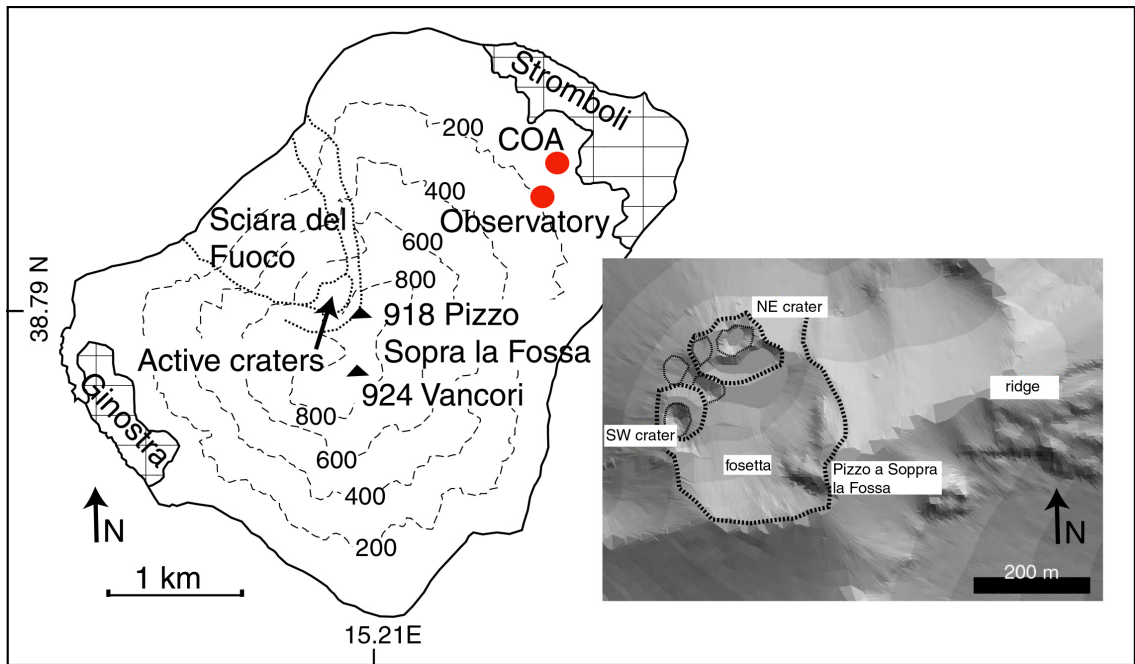 Stromboli
200
COA
400
Observatory
Sciara del
Fuoco
600
800
38.79 N
918 Pizzo
Sopra la Fossa
Active craters
924 Vancori
800
Ginostra
600
400
200
N
1 km
15.21E
NE crater
ridge
SW crater
fosetta
Pizzo a Soppra
la Fossa
N
200 m